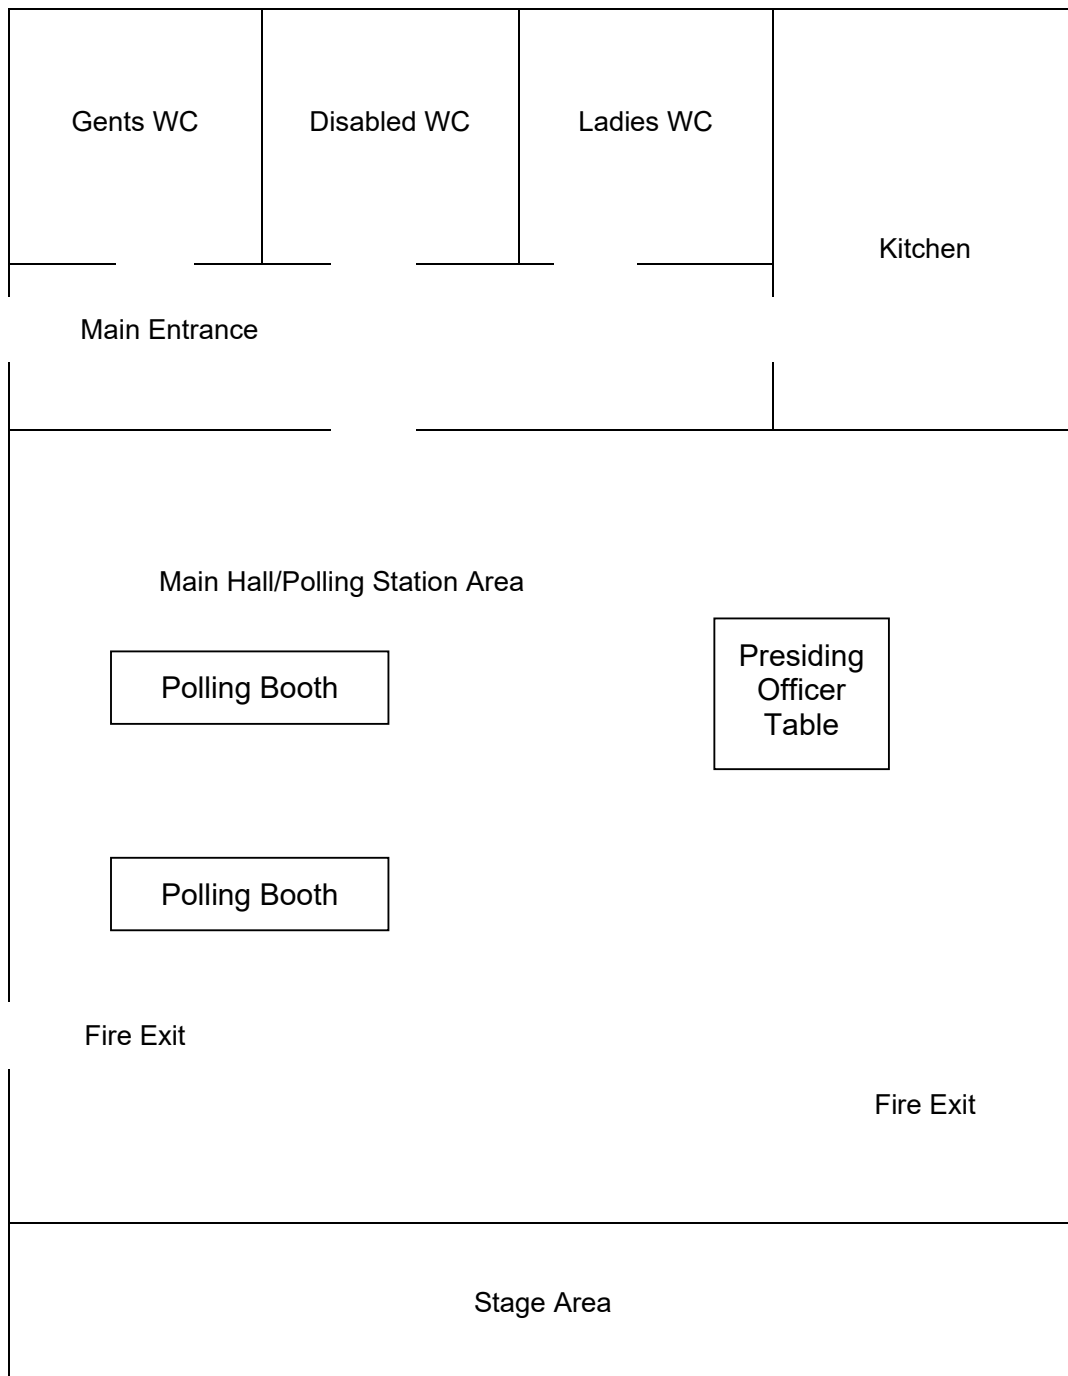 Gents WC
Disabled WC
Ladies WC
Kitchen
Main Entrance
Main Hall/Polling Station Area
Presiding
Officer
Table
Polling Booth
Polling Booth
Fire Exit
Fire Exit
Stage Area